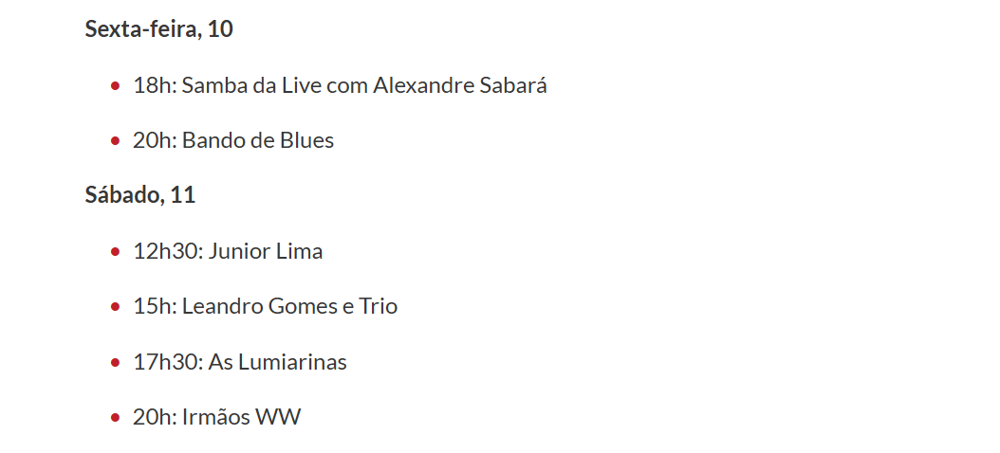 Sexta-feira, 10
• 18h: Samba da Live com Alexandre Sabará
• 20h: Bando de Blues
Sábado, 11
• 12h30: Junior Lima
• 15h: Leandro Gomes e Trio
• 17h30: As Lumiarinas
• 20h: Irmãos WW